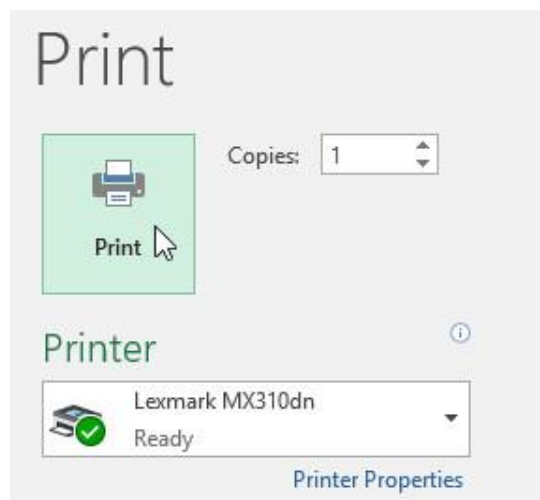 Print
Copies: 1
Print
Printer
Lexmark MX310dn
Ready
Printer Properties